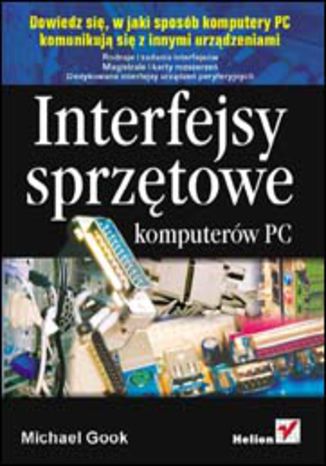 Dowiedz się, w jaki sposób komputery PC
komunikują się z innymi urządzeniami
Rodzaje i zadania interfejsów
Magistrale i karty rozszerzeń
Dedykowane interfejsy urządzeń peryferyjnych
Interfejsy
sprzętowe
komputerów PC
Michael Gook
Helion